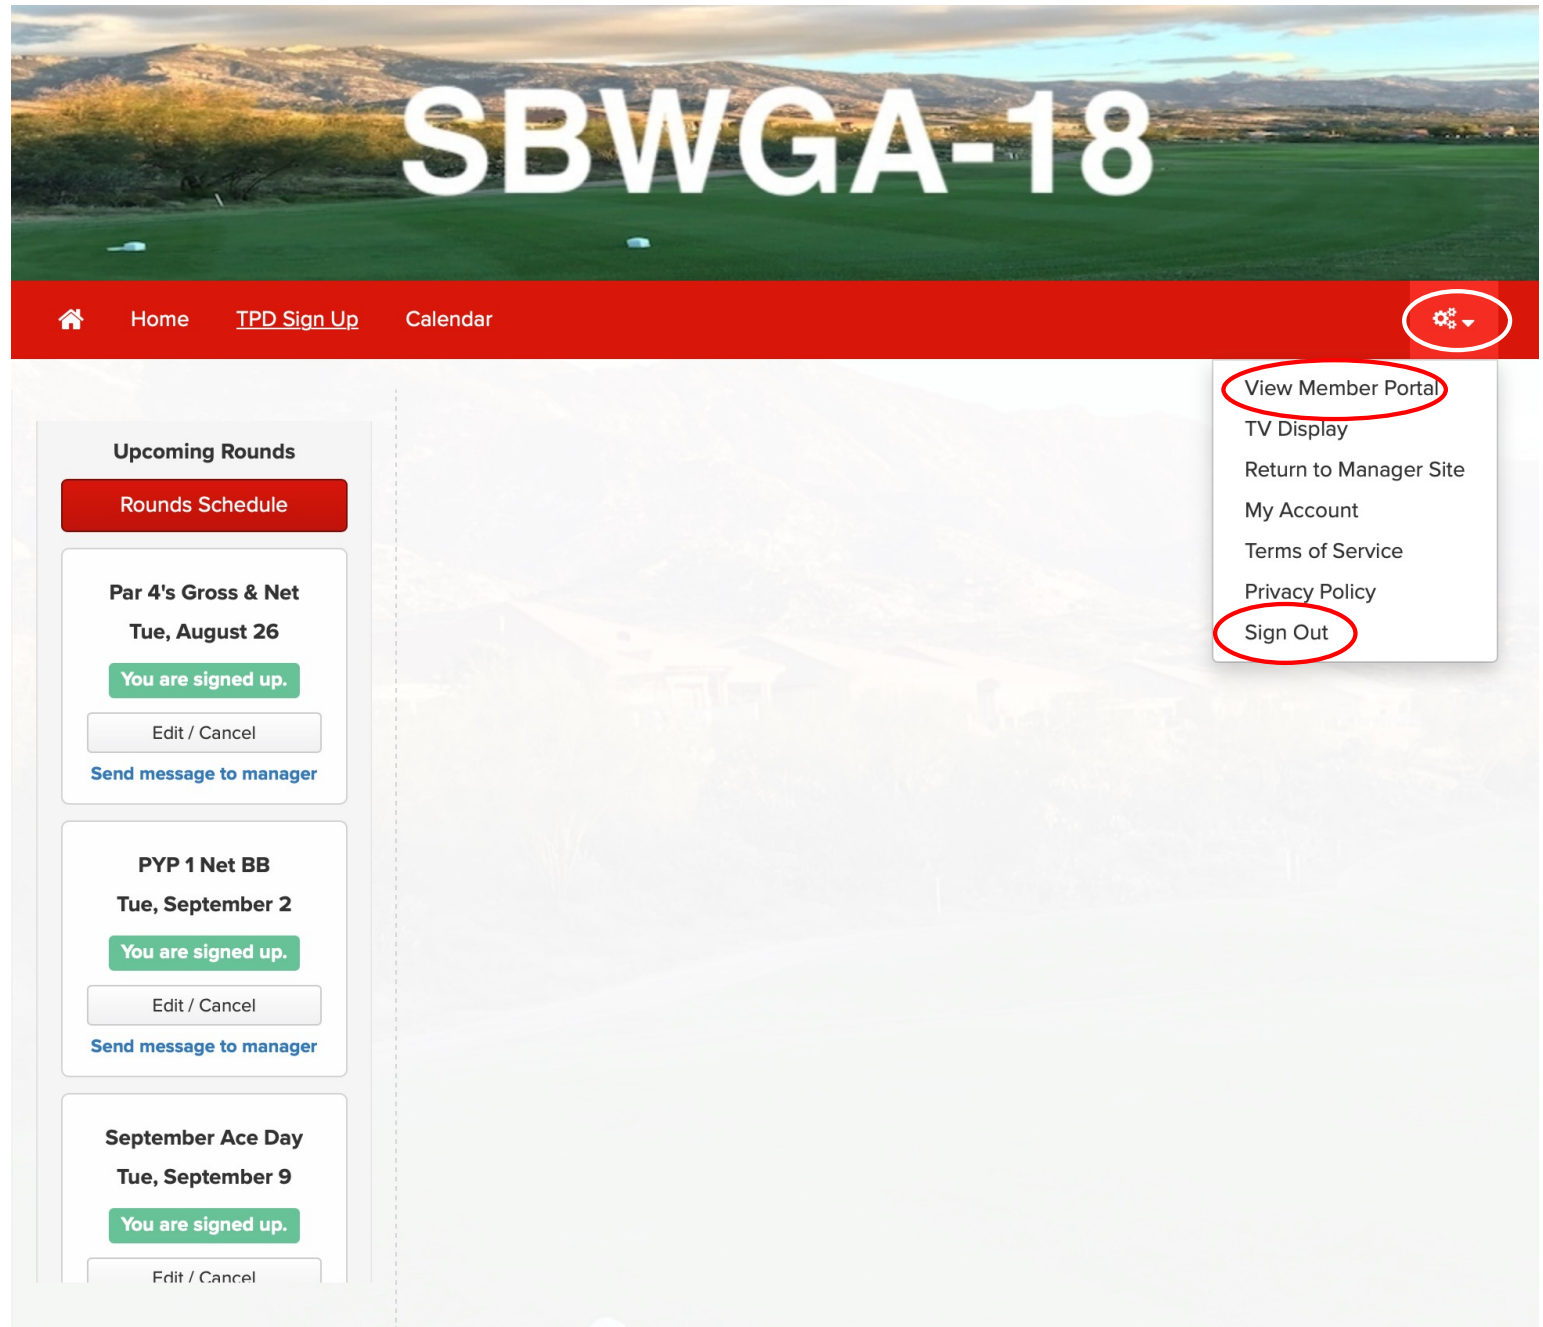 SBWGA-18
Home TPD Sign Up Calendar
View Member Portal
TV Display
Return to Manager Site
My Account
Terms of Service
Privacy Policy
Sign Out
Upcoming Rounds
Rounds Schedule
Par 4's Gross & Net
Tue, August 26
You are signed up.
Edit / Cancel
Send message to manager
PYP 1 Net BB
Tue, September 2
You are signed up.
Edit / Cancel
Send message to manager
September Ace Day
Tue, September 9
You are signed up.
Edit / Cancel